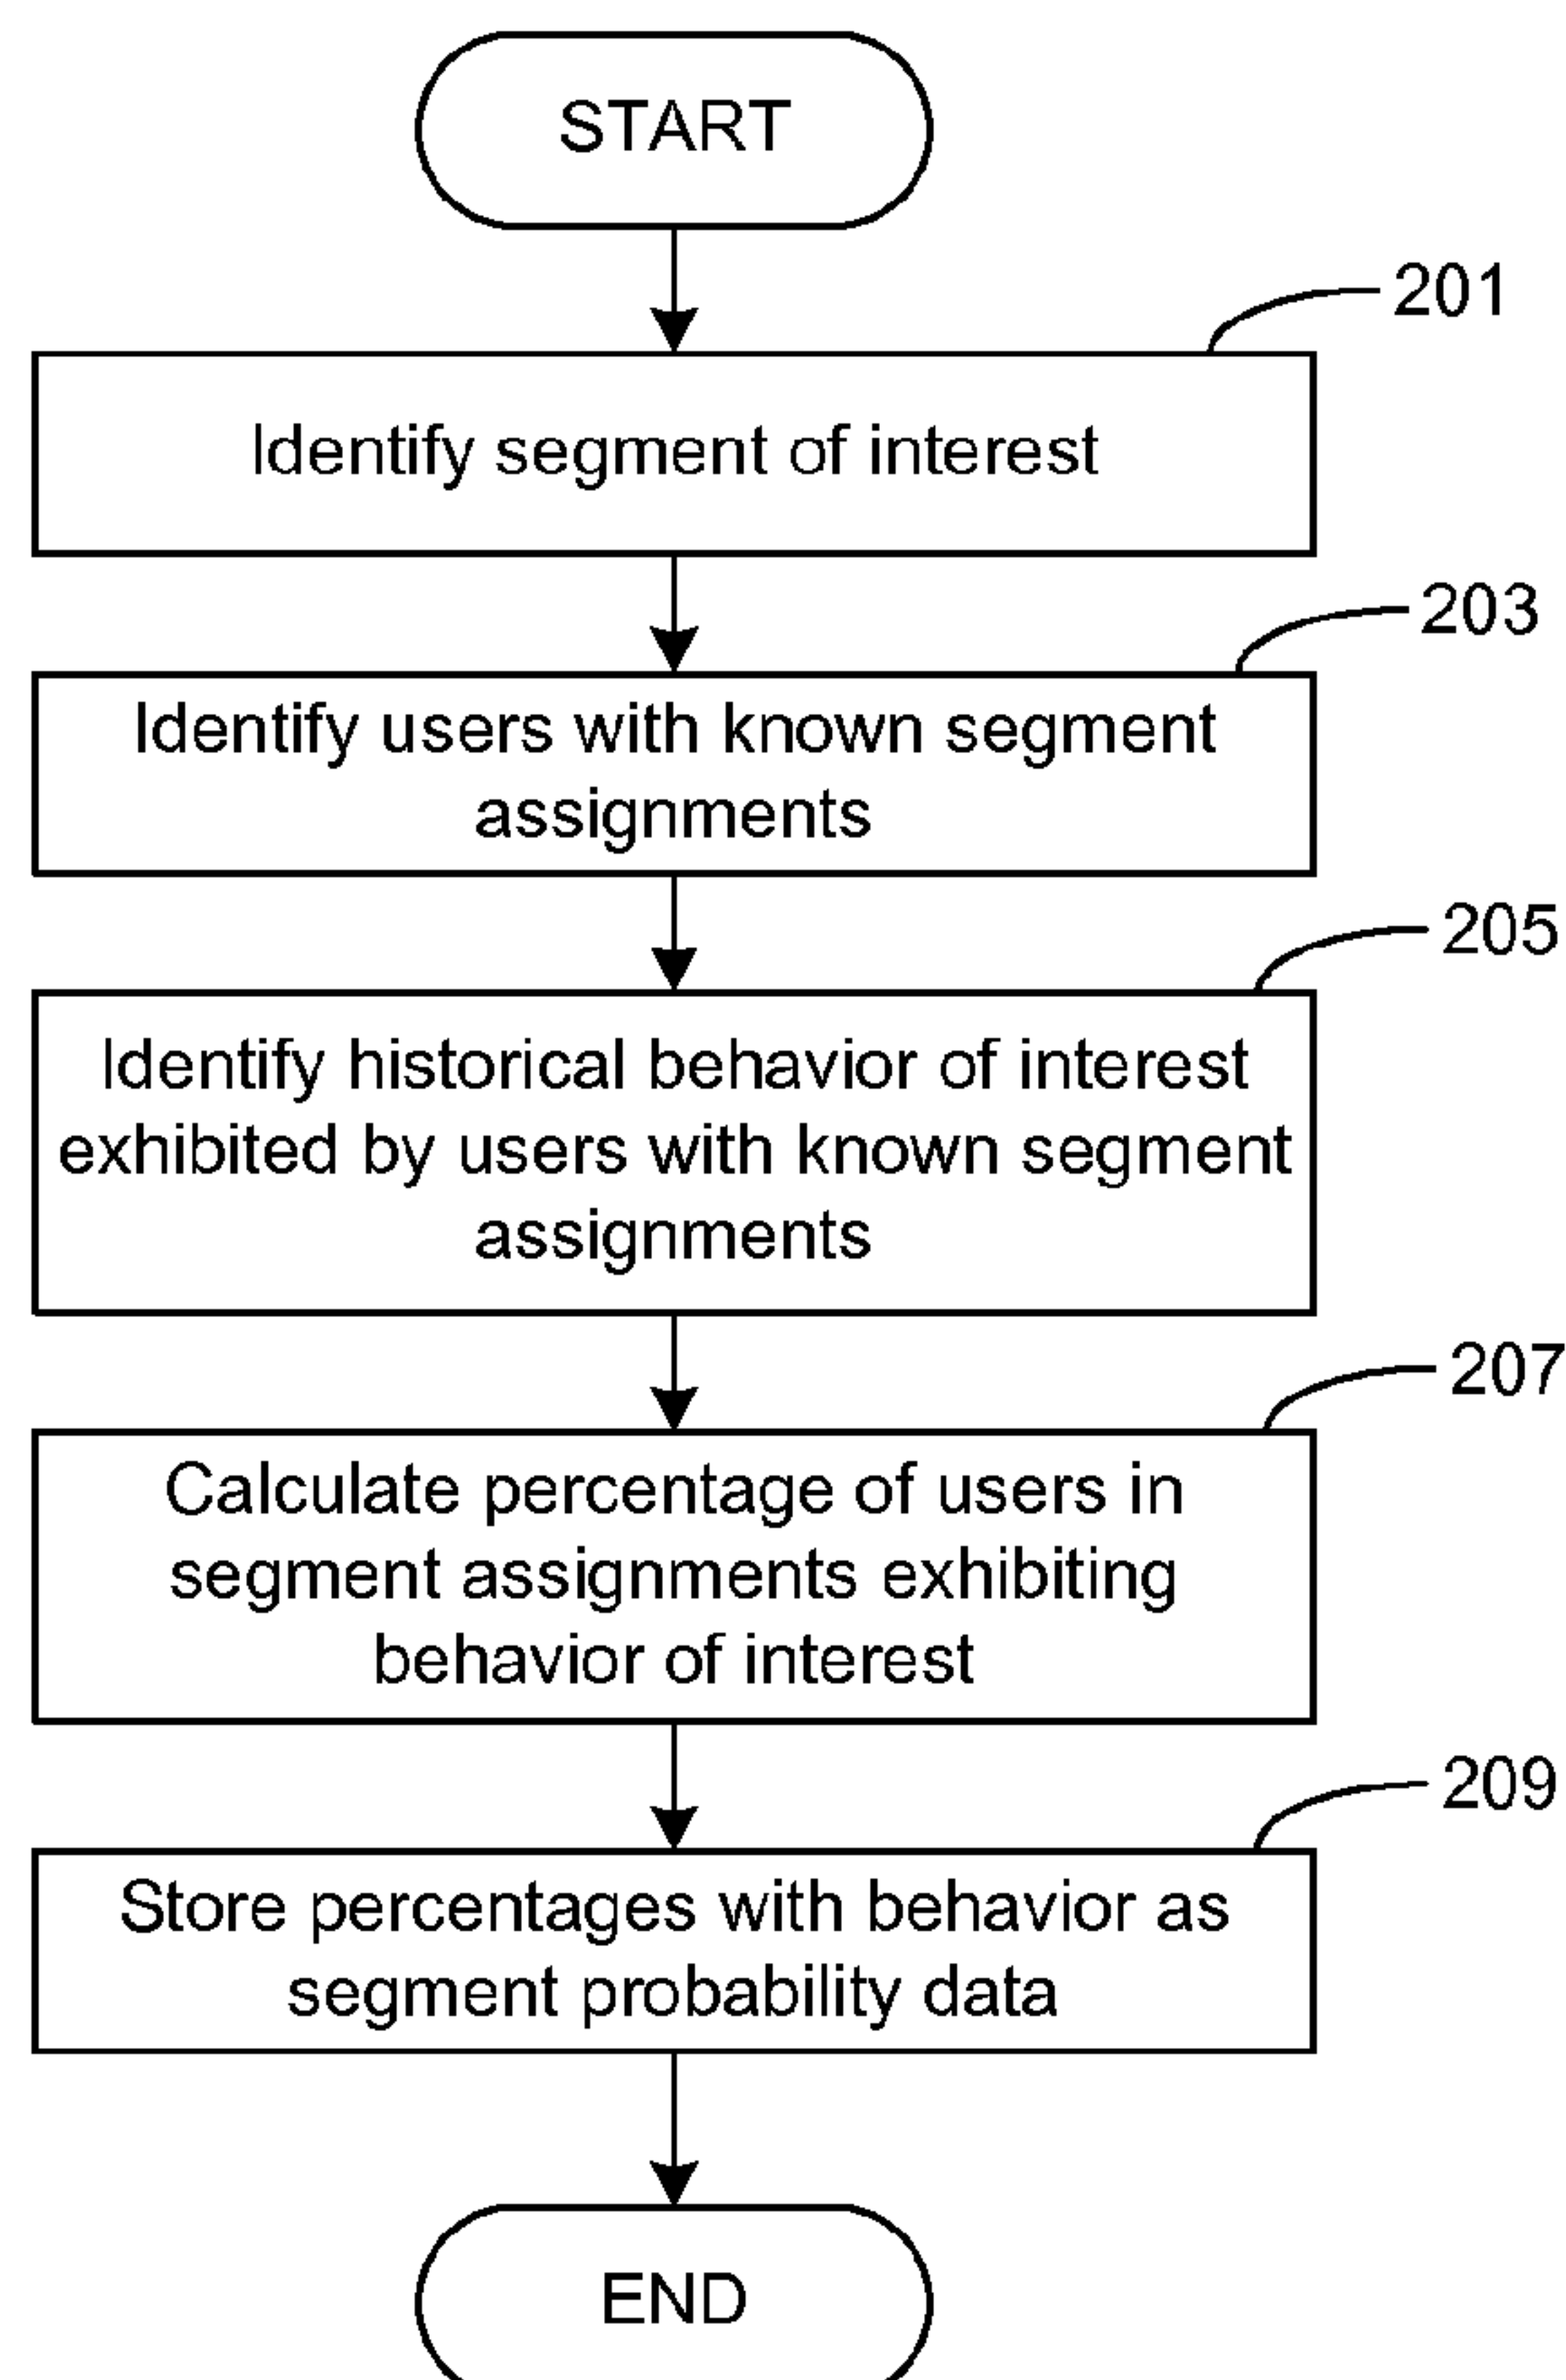 START
201
Identify segment of interest
203
Identify users with known segment
assignments
205
Identify historical behavior of interest
exhibited by users with known segment
assignments
207
Calculate percentage of users in
segment assignments exhibiting
behavior of interest
209
Store percentages with behavior as
segment probability data
END